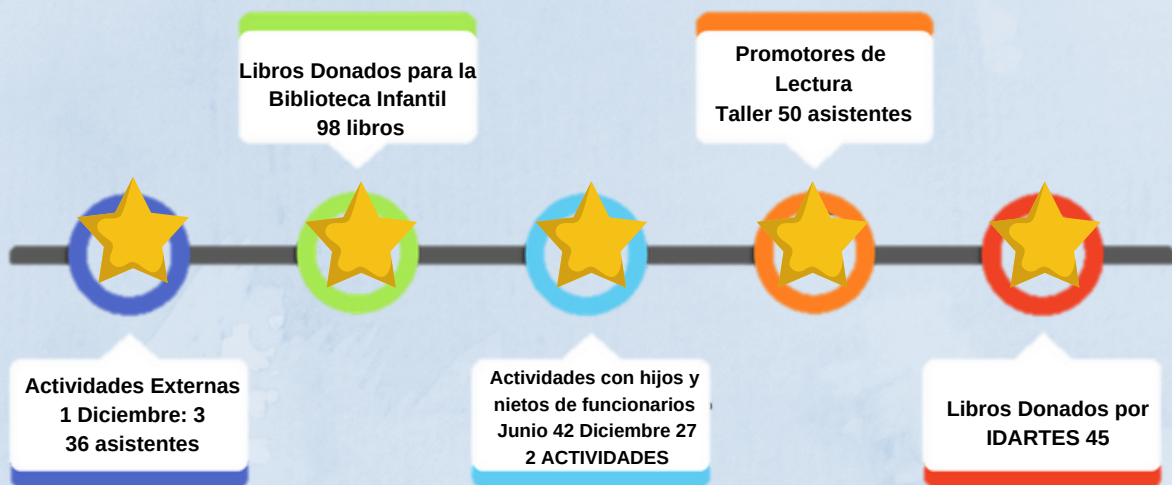 Libros Donados para la
Biblioteca Infantil
98 libros
Promotores de
Lectura
Taller 50 asistentes
Actividades Externas
1 Diciembre: 3
36 asistentes
Actividades con hijos y
nietos de funcionarios
Junio 42 Diciembre 27
2 ACTIVIDADES
Libros Donados por
IDARTES 45